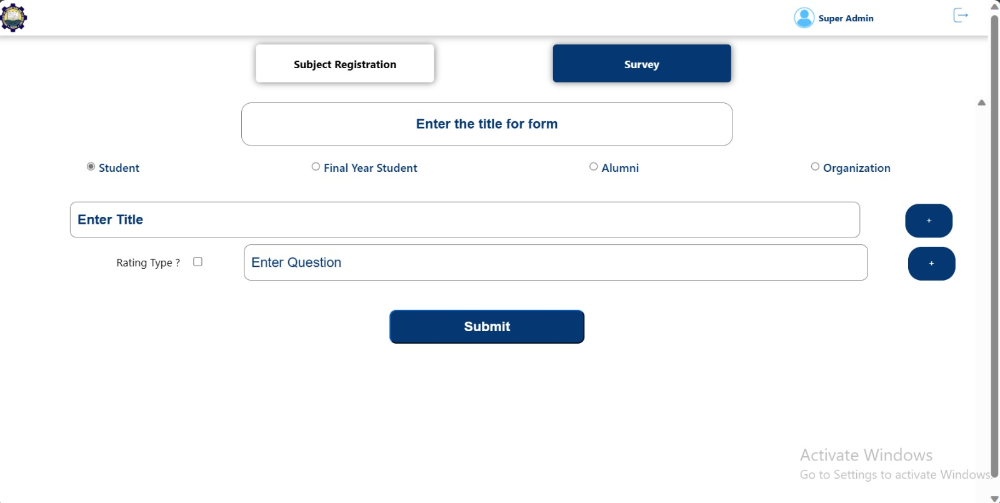 Super Admin
Subject Registration
Survey
Enter the title for form
Student
Final Year Student
Alumni
Organization
Enter Title
+
Rating Type ?
Enter Question
+
Submit
Activate Windows
Go to Settings to activate Windows.